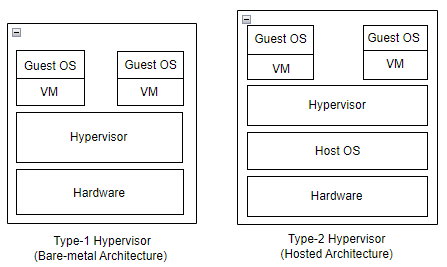 Guest OS
VM
Guest OS
VM
Hypervisor
Hardware
Type-1 Hypervisor
(Bare-metal Architecture)
Guest OS
VM
Guest OS
VM
Hypervisor
Host OS
Hardware
Type-2 Hypervisor
(Hosted Architecture)